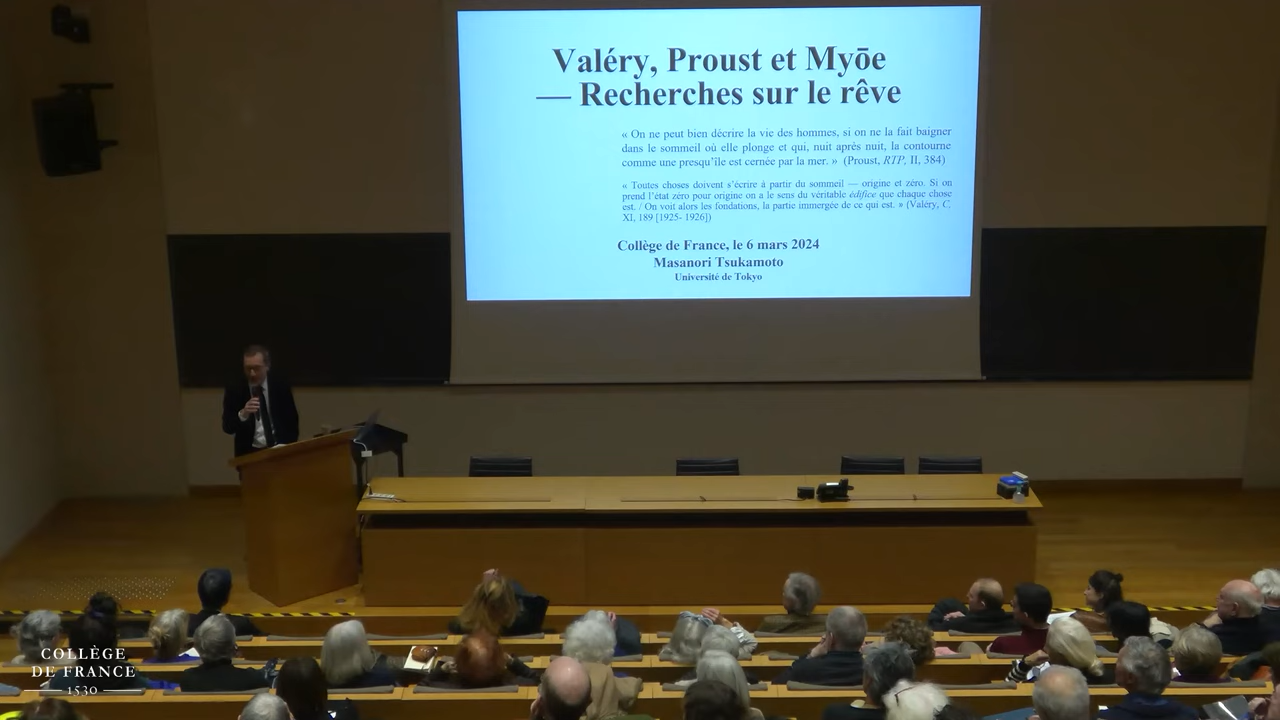 Valéry, Proust et Myōe
— Recherches sur le rêve
« On ne peut bien décrire la vie des hommes, si on ne la fait baigner
dans le sommeil où elle plonge et qui, nuit après nuit, la contourne
comme une presqu'île est cernée par la mer. » (Proust, RTP, II, 384)
« Toutes choses doivent s'écrire à partir du sommeil — origine et zéro. Si on
prend l'état zéro pour origine on a le sens du véritable édifice que chaque chose
est. / On voit alors les fondations, la partie immergée de ce qui est. » (Valéry, C,
XI, 189 [1925- 1926])
Collège de France, le 6 mars 2024
Masanori Tsukamoto
Université de Tokyo
COLLÈGE
DE FRANCE
1530